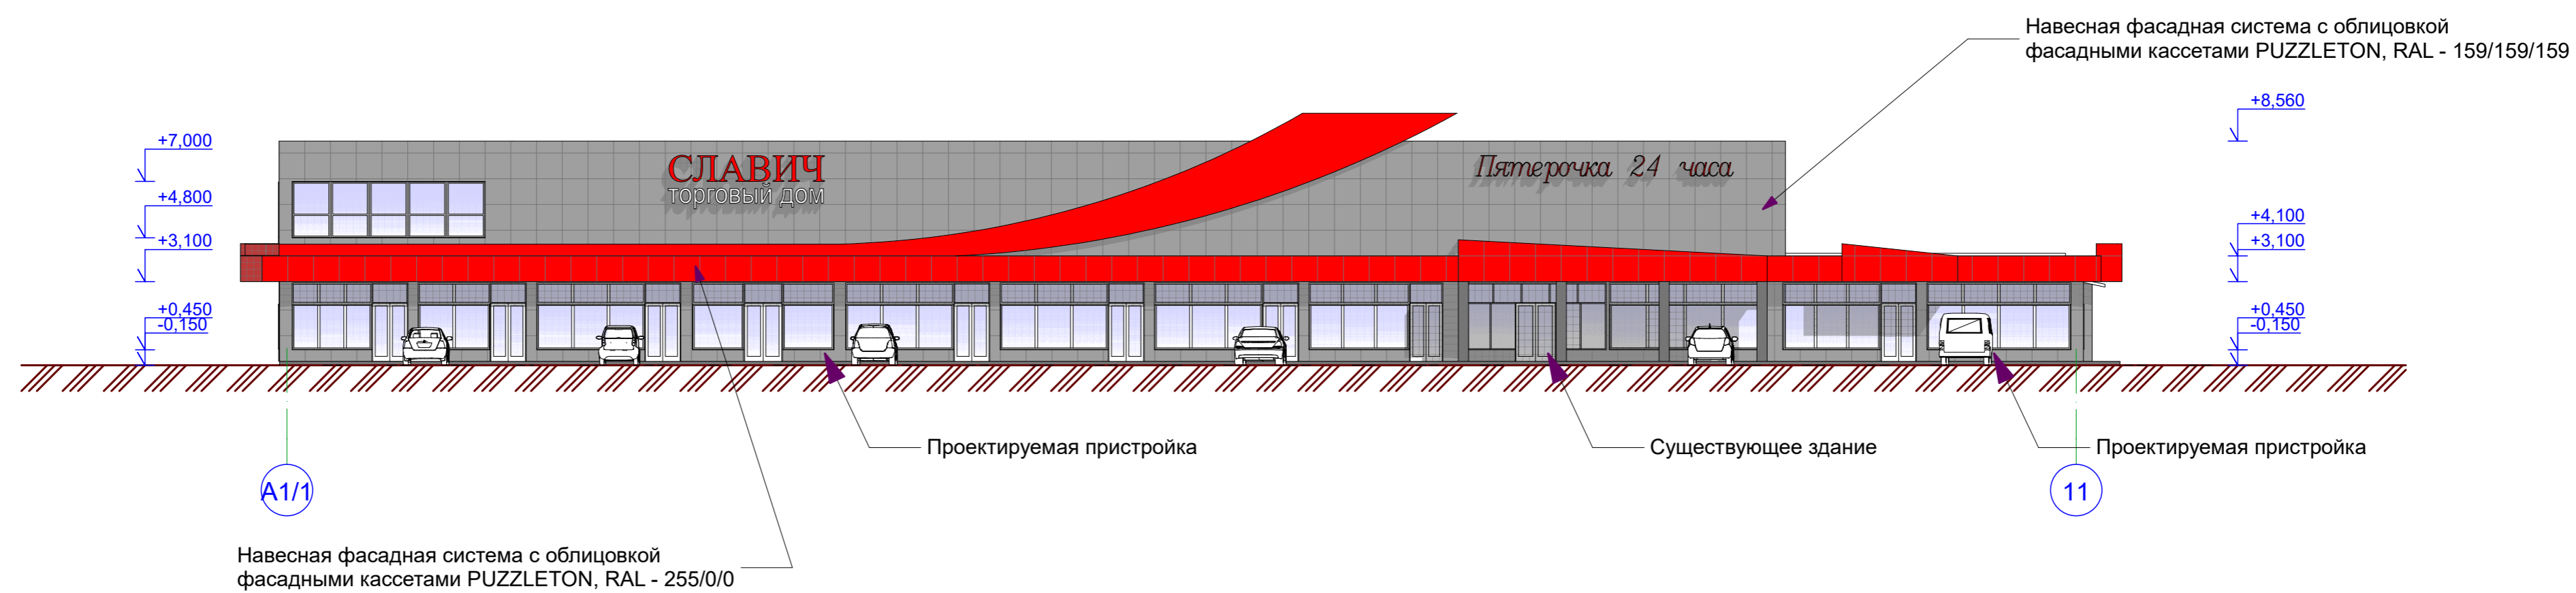 Навесная фасадная система с облицовкой
фасадными кассетами PUZZLETON, RAL - 159/159/159
+8,560
+7,000
СЛАВИЧ
торговый дом
Пятерочка 24 часа
+4,800
+4,100
+3,100
+3,100
+0,450
-0,150
+0,450
-0,150
Проектируемая пристройка
Существующее здание
Проектируемая пристройка
А1/1
11
Навесная фасадная система с облицовкой
фасадными кассетами PUZZLETON, RAL - 255/0/0